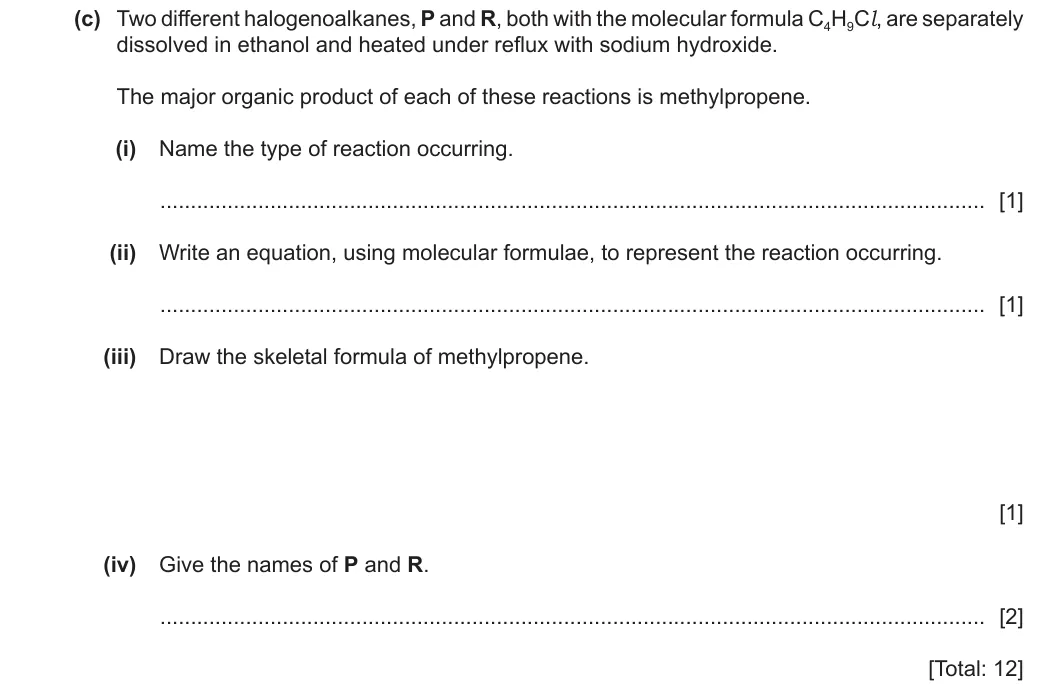 (c) Two different halogenoalkanes, P and R, both with the molecular formula C₄H₉Cl, are separately
dissolved in ethanol and heated under reflux with sodium hydroxide.
The major organic product of each of these reactions is methylpropene.
(i) Name the type of reaction occurring.
.......................................................................................................................................... [1]
(ii) Write an equation, using molecular formulae, to represent the reaction occurring.
.......................................................................................................................................... [1]
(iii) Draw the skeletal formula of methylpropene.
[1]
(iv) Give the names of P and R.
.......................................................................................................................................... [2]
[Total: 12]